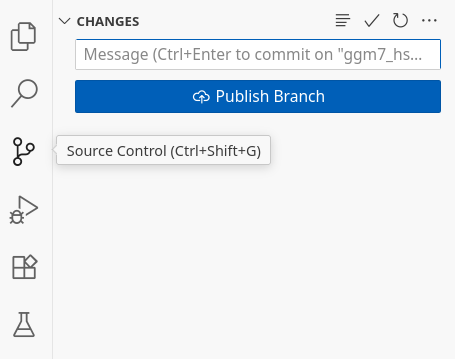 CHANGES
Message (Ctrl+Enter to commit on "ggm7_hs...
Publish Branch
Source Control (Ctrl+Shift+G)